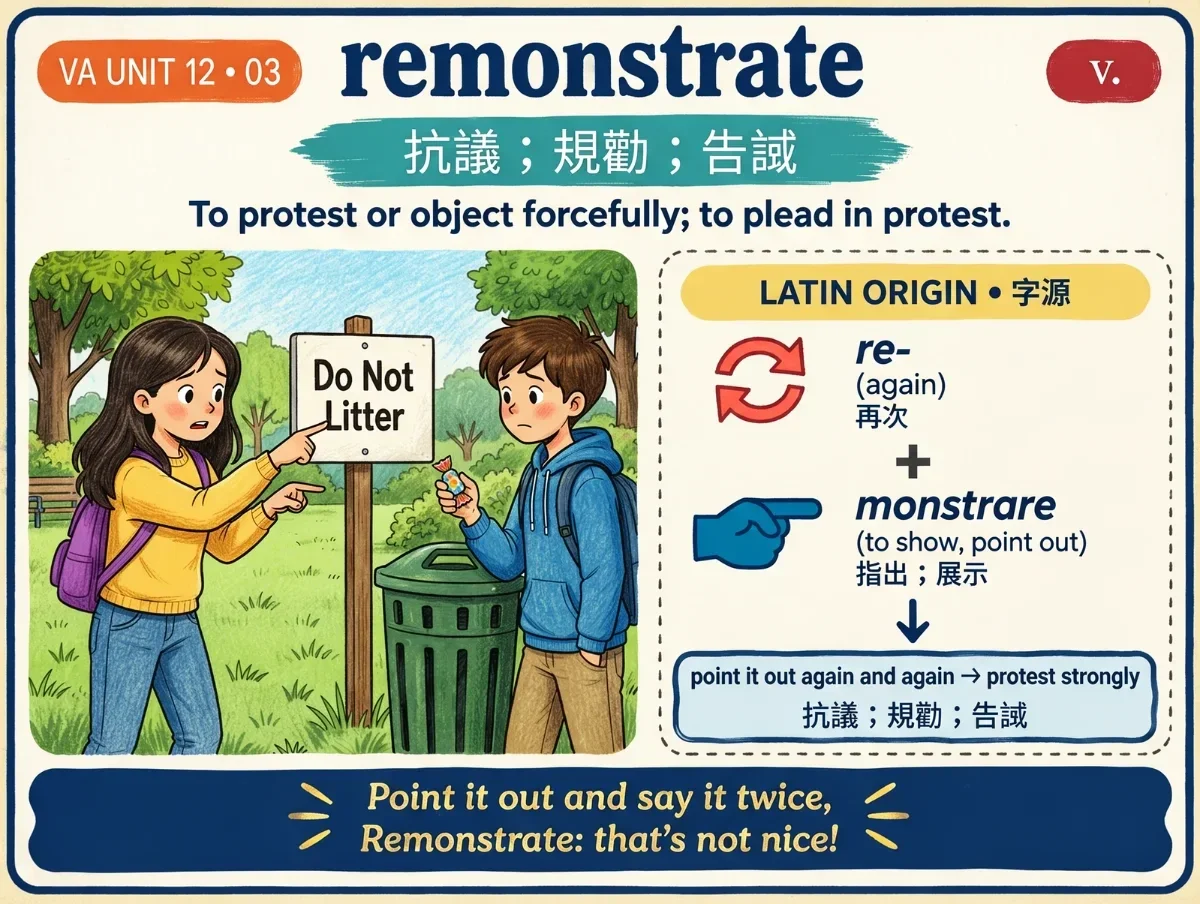 VA UNIT 12 • 03
remonstrate
v.
抗議；規勸；告誡
To protest or object forcefully; to plead in protest.
Do Not
Litter
LATIN ORIGIN • 字源
re-
(again)
再次
+
monstrare
(to show, point out)
指出；展示
point it out again and again → protest strongly
抗議；規勸；告誡
Point it out and say it twice,
Remonstrate: that's not nice!